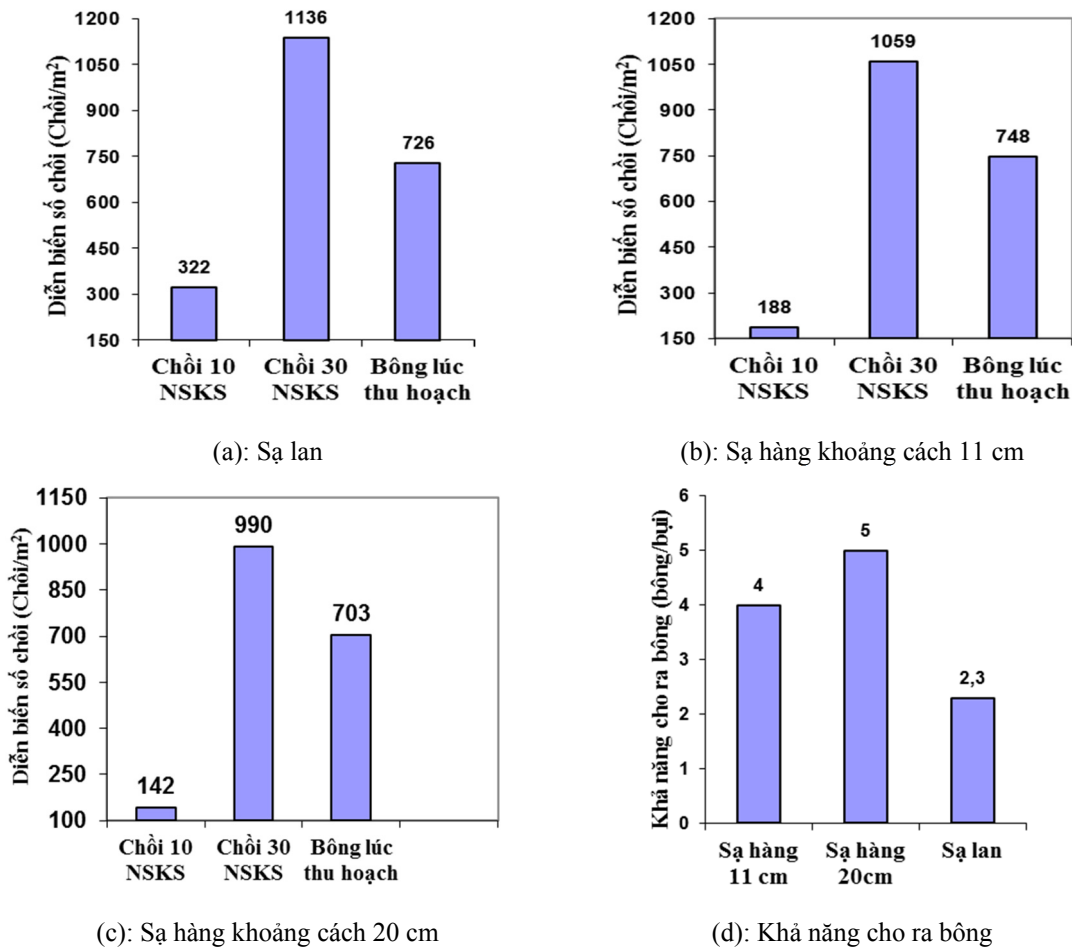 Diễn biến số chồi (Chồi/m²)
1200
1050
900
750
600
450
300
150
322
1136
726
Chồi 10
NSKS
Chồi 30
NSKS
Bông lúc
thu hoạch
(a): Sạ lan
Diễn biến số chồi (Chồi/m²)
1200
1050
900
750
600
450
300
150
188
1059
748
Chồi 10
NSKS
Chồi 30
NSKS
Bông lúc
thu hoạch
(b): Sạ hàng khoảng cách 11 cm
Diễn biến số chồi (Chồi/m²)
1150
1000
850
700
550
400
250
100
142
990
703
Chồi 10
NSKS
Chồi 30
NSKS
Bông lúc
thu hoạch
(c): Sạ hàng khoảng cách 20 cm
Khả năng cho ra bông (bông/bụi)
6
5
4
3
2
1
0
4
5
2,3
Sạ hàng
11 cm
Sạ hàng
20cm
Sạ lan
(d): Khả năng cho ra bông